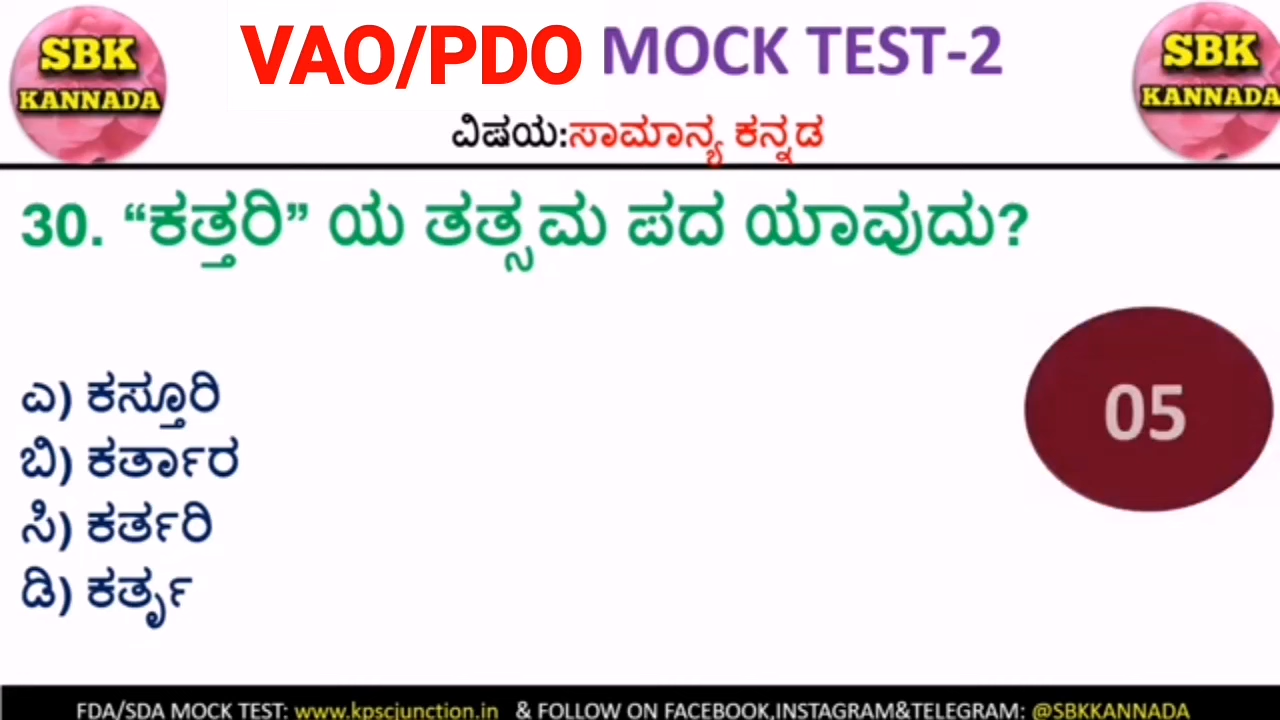 SBK
KANNADA
VAO/PDO MOCK TEST-2
SBK
KANNADA
ವಿಷಯ:ಸಾಮಾನ್ಯ ಕನ್ನಡ
30. “ಕತ್ತರಿ” ಯ ತತ್ಸಮ ಪದ ಯಾವುದು?
ಎ) ಕಸ್ತೂರಿ
ಬಿ) ಕರ್ತಾರ
ಸಿ) ಕರ್ತರಿ
ಡಿ) ಕರ್ತೃ
05
FDA/SDA MOCK TEST: www.kpscjunction.in & FOLLOW ON FACEBOOK,INSTAGRAM&TELEGRAM: @SBKKANNADA